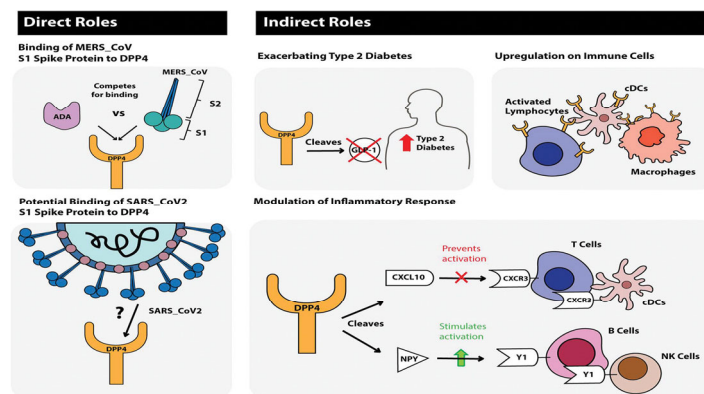 Direct Roles
Indirect Roles
Binding of MERS_CoV
S1 Spike Protein to DPP4
MERS_CoV
Competes
for binding
vs
ADA
S2
S1
DPP4
Exacerbating Type 2 Diabetes
DPP4
Cleaves
GLP-1
Type 2
Diabetes
Upregulation on Immune Cells
cDCs
Activated
Lymphocytes
Macrophages
Potential Binding of SARS_CoV2
S1 Spike Protein to DPP4
?
SARS_CoV2
DPP4
Modulation of Inflammatory Response
DPP4
Cleaves
CXCL10
Prevents
activation
CXCR3
T Cells
CXCR3
cDCs
NPY
Stimulates
activation
Y1
B Cells
Y1
NK Cells